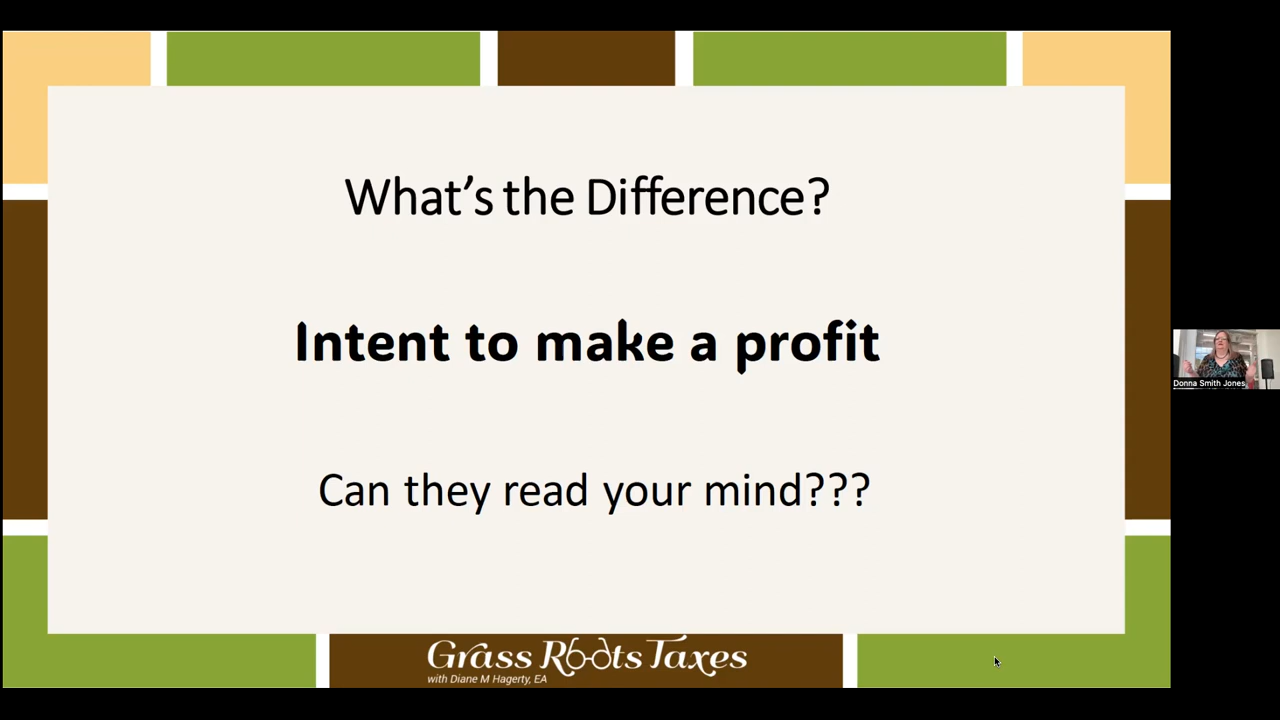 What's the Difference?
Intent to make a profit
Can they read your mind???
Donna Smith Jones
Grass Roots Taxes
with Diane M Hagerty, EA